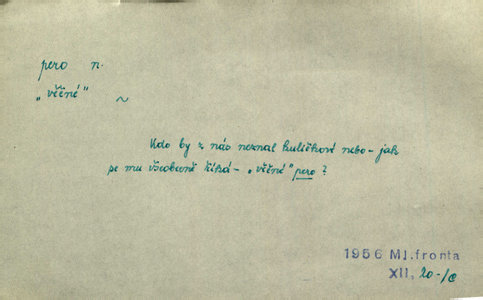 pero n.
„věčné"
~
Kdo by z nás neznal kuličkové nebo – jak
se mu všeobecně říká – „věčné" pero?
1956 Ml.fronta
XII, 20-/